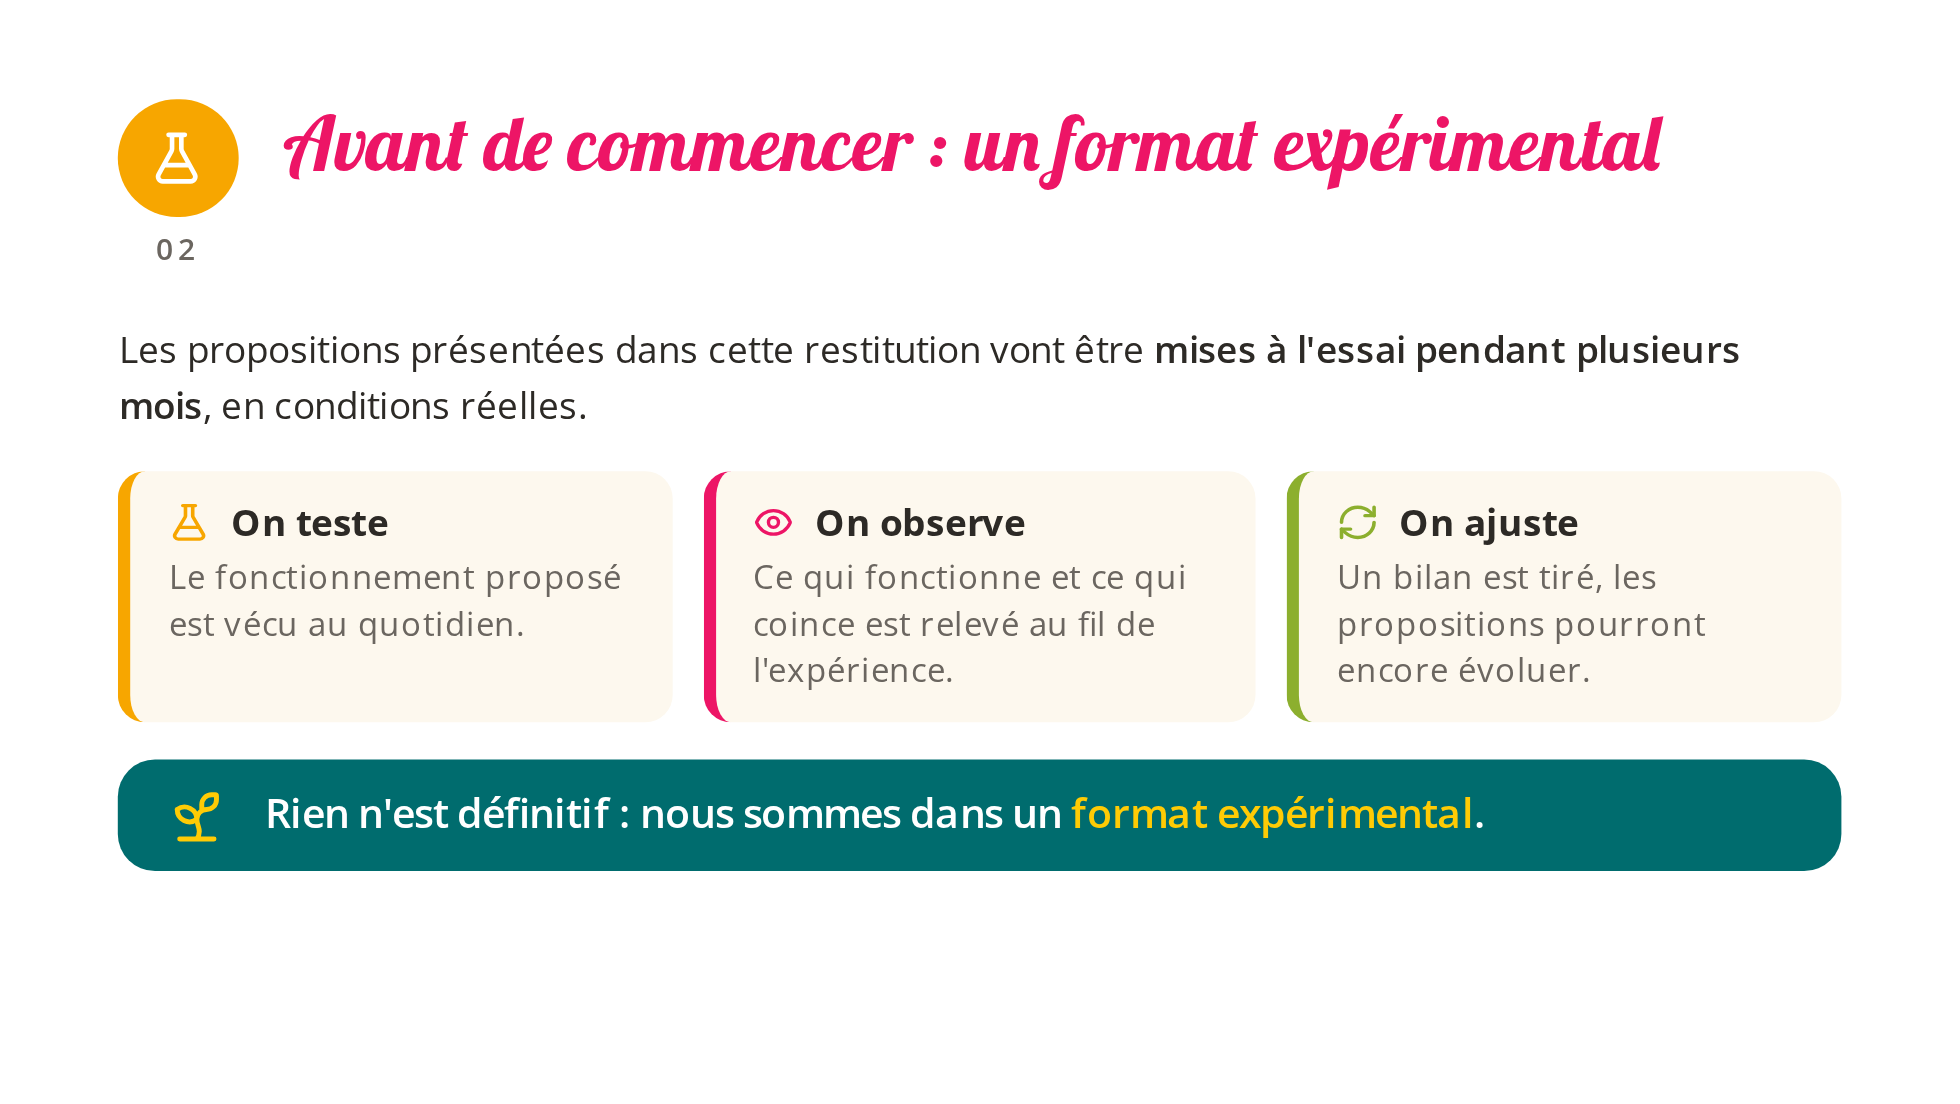 Avant de commencer : un format expérimental
02
Les propositions présentées dans cette restitution vont être mises à l'essai pendant plusieurs
mois, en conditions réelles.
On teste
Le fonctionnement proposé
est vécu au quotidien.
On observe
Ce qui fonctionne et ce qui
coince est relevé au fil de
l'expérience.
On ajuste
Un bilan est tiré, les
propositions pourront
encore évoluer.
Rien n'est définitif : nous sommes dans un format expérimental.